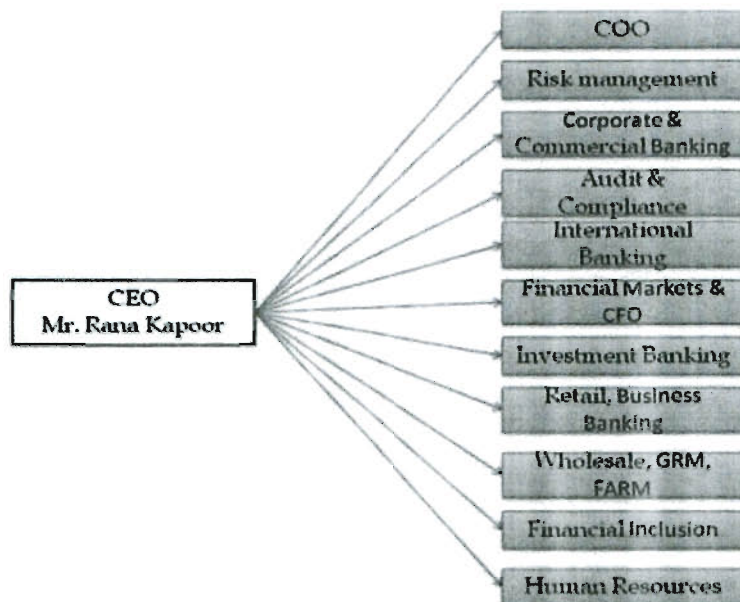 COO
Risk management
Corporate &
Commercial Banking
Audit &
Compliance
International
Banking
CEO
Mr. Rana Kapoor
Financial Markets &
CFO
Investment Banking
Retail, Business
Banking
Wholesale, GRM,
FARM
Financial Inclusion
Human Resources